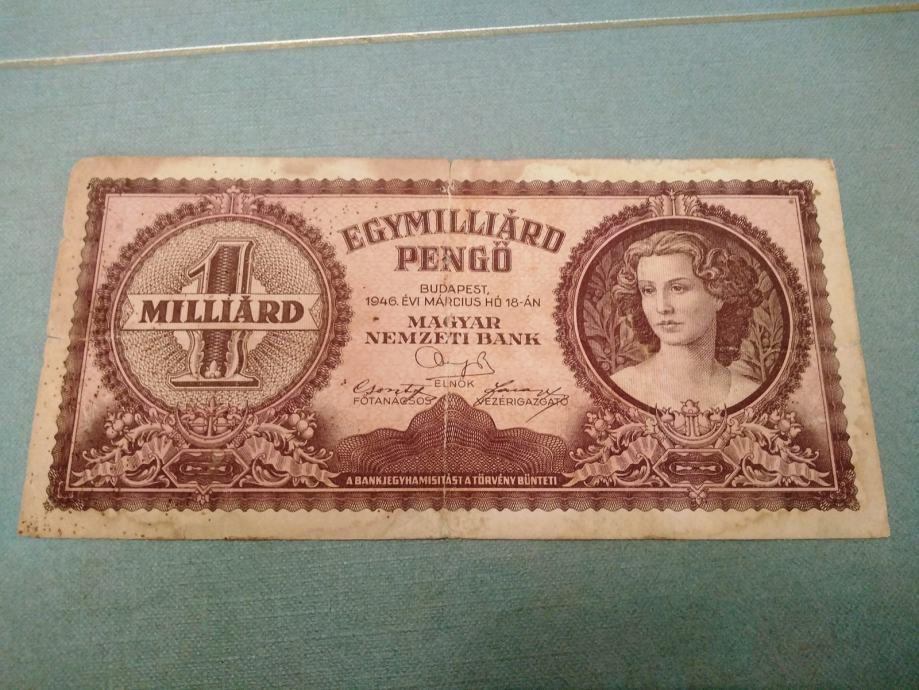 1
MILLIÁRD
EGYMILLIÁRD
PENGŐ
BUDAPEST,
1946. ÉVI MÁRCIUS HÓ 18-ÁN
MAGYAR
NEMZETI BANK
ELNÖK
FŐTANÁCSOS
VEZÉRIGAZGATÓ
A BANKJEGYHAMISITÁST A TÖRVÉNY BÜNTETI